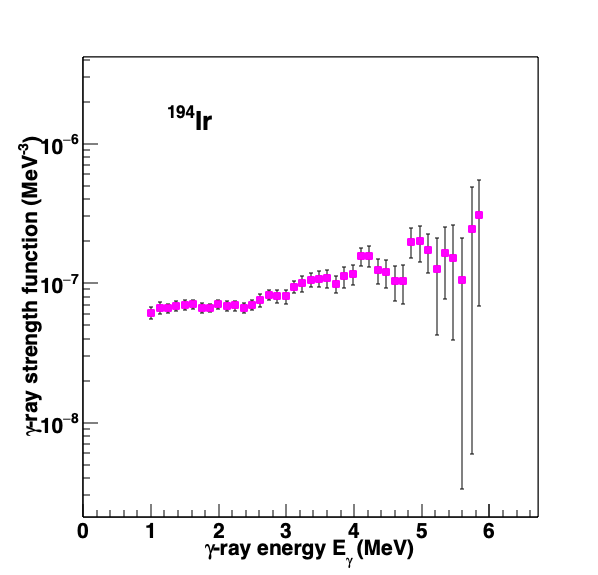 ¹⁹⁴Ir
γ-ray strength function (MeV⁻³)
10⁻⁶
10⁻⁷
10⁻⁸
0 1 2 3 4 5 6
γ-ray energy E_γ (MeV)